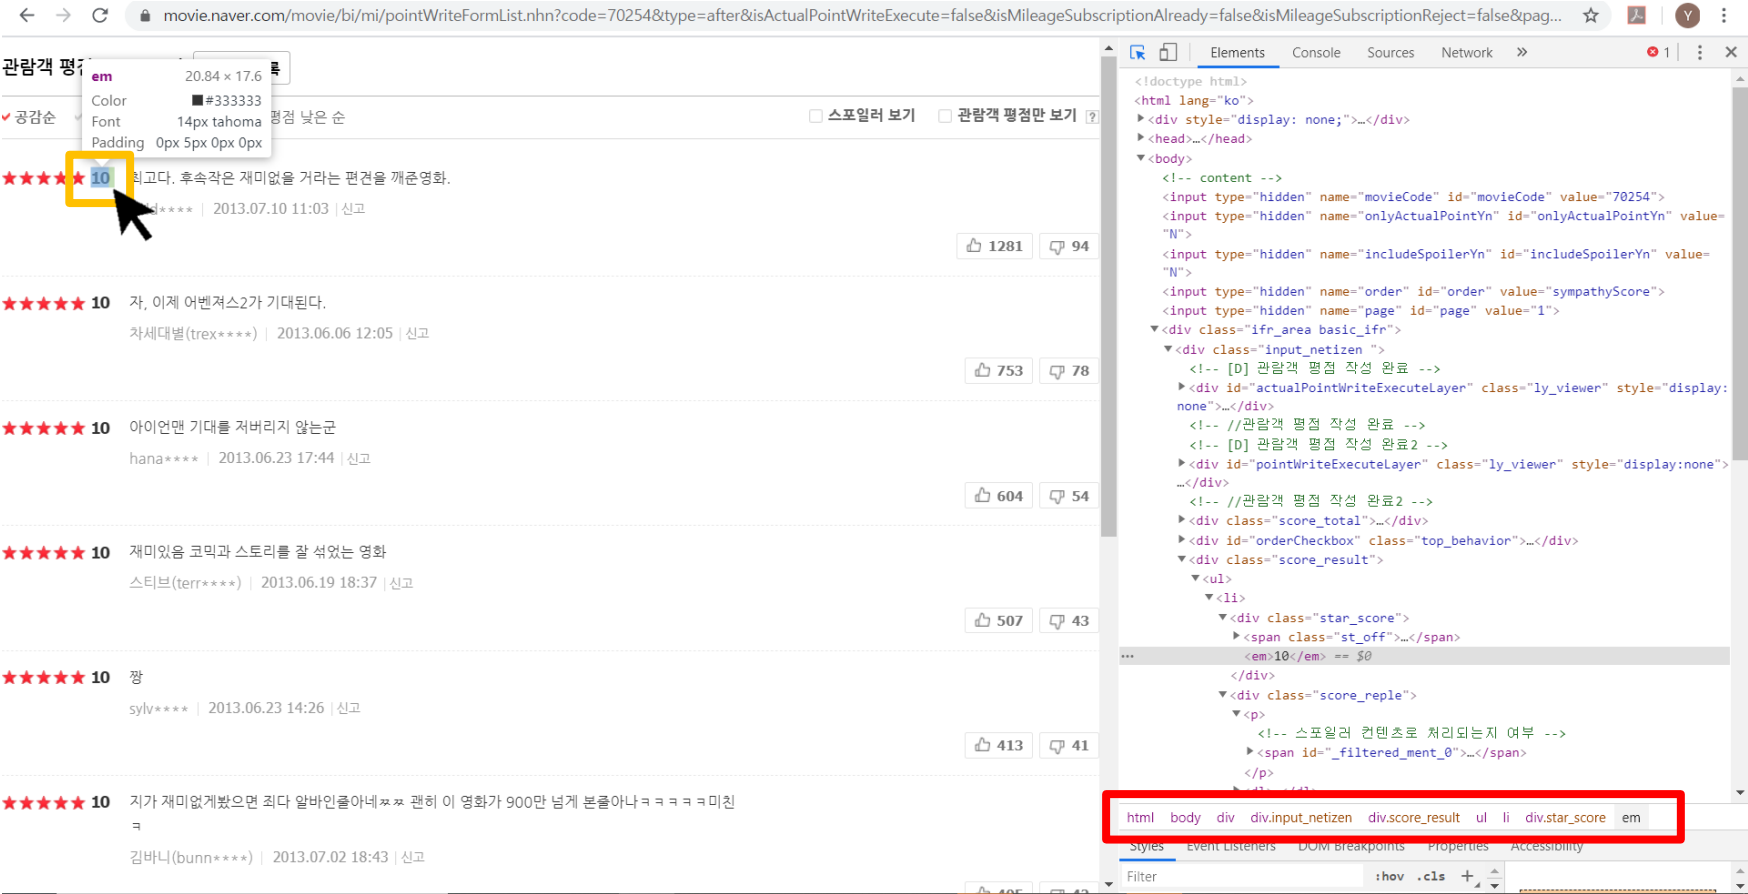 movie.naver.com/movie/bi/mi/pointWriteFormList.nhn?code=70254&type=after&isActualPointWriteExecute=false&isMileageSubscriptionAlready=false&isMileageSubscriptionReject=false&pag... Y
관람객 평
em 20.84 × 17.6
Color #333333
Font 14px tahoma
Padding 0px 5px 0px 0px
공감순 평점 낮은 순 스포일러 보기 관람객 평점만 보기 ?
10 최고다. 후속작은 재미없을 거라는 편견을 깨준영화.
**** 2013.07.10 11:03 신고
1281 94
10 자, 이제 어벤져스2가 기대된다.
차세대별(trex****) 2013.06.06 12:05 신고
753 78
10 아이언맨 기대를 저버리지 않는군
hana**** 2013.06.23 17:44 신고
604 54
10 재미있음 코믹과 스토리를 잘 섞었는 영화
스티브(terr****) 2013.06.19 18:37 신고
507 43
10 짱
sylv**** 2013.06.23 14:26 신고
413 41
10 지가 재미없게봤으면 죄다 알바인줄아네ㅉㅉ 괜히 이 영화가 900만 넘게 본줄아나ㅋㅋㅋㅋㅋ미친
ㅋ
김바니(bunn****) 2013.07.02 18:43 신고
Elements Console Sources Network » 1
<!doctype html>
<html lang="ko">
<div style="display: none;">…</div>
<head>…</head>
<body>
<!-- content -->
<input type="hidden" name="movieCode" id="movieCode" value="70254">
<input type="hidden" name="onlyActualPointYn" id="onlyActualPointYn" value=
"N">
<input type="hidden" name="includeSpoilerYn" id="includeSpoilerYn" value=
"N">
<input type="hidden" name="order" id="order" value="sympathyScore">
<input type="hidden" name="page" id="page" value="1">
<div class="ifr_area basic_ifr">
<div class="input_netizen ">
<!-- [D] 관람객 평점 작성 완료 -->
<div id="actualPointWriteExecuteLayer" class="ly_viewer" style="display:
none">…</div>
<!-- //관람객 평점 작성 완료 -->
<!-- [D] 관람객 평점 작성 완료2 -->
<div id="pointWriteExecuteLayer" class="ly_viewer" style="display:none">
…</div>
<!-- //관람객 평점 작성 완료2 -->
<div class="score_total">…</div>
<div id="orderCheckbox" class="top_behavior">…</div>
<div class="score_result">
<ul>
<li>
<div class="star_score">
<span class="st_off">…</span>
<em>10</em> == $0
</div>
<div class="score_reple">
<p>
<!-- 스포일러 컨텐츠로 처리되는지 여부 -->
<span id="_filtered_ment_0">…</span>
</p>
html body div div.input_netizen div.score_result ul li div.star_score em
Styles Event Listeners DOM Breakpoints Properties Accessibility
Filter :hov .cls +